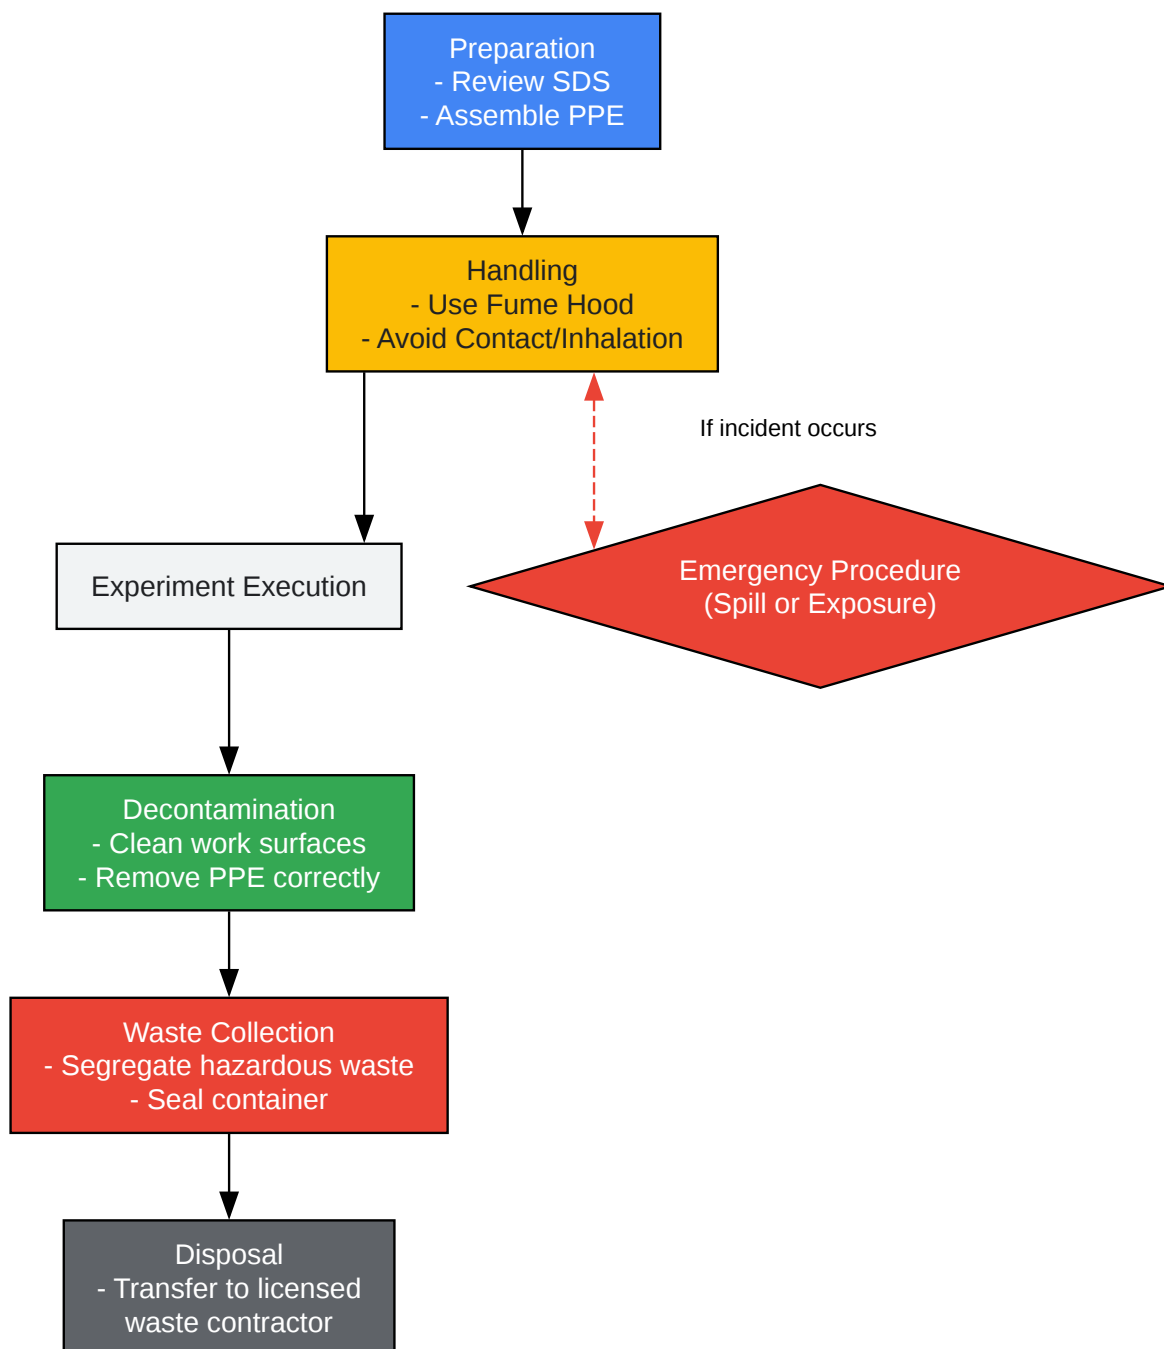 Preparation
- Review SDS
- Assemble PPE
Handling
- Use Fume Hood
- Avoid Contact/Inhalation
If incident occurs
Experiment Execution
Emergency Procedure
(Spill or Exposure)
Decontamination
- Clean work surfaces
- Remove PPE correctly
Waste Collection
- Segregate hazardous waste
- Seal container
Disposal
- Transfer to licensed
waste contractor